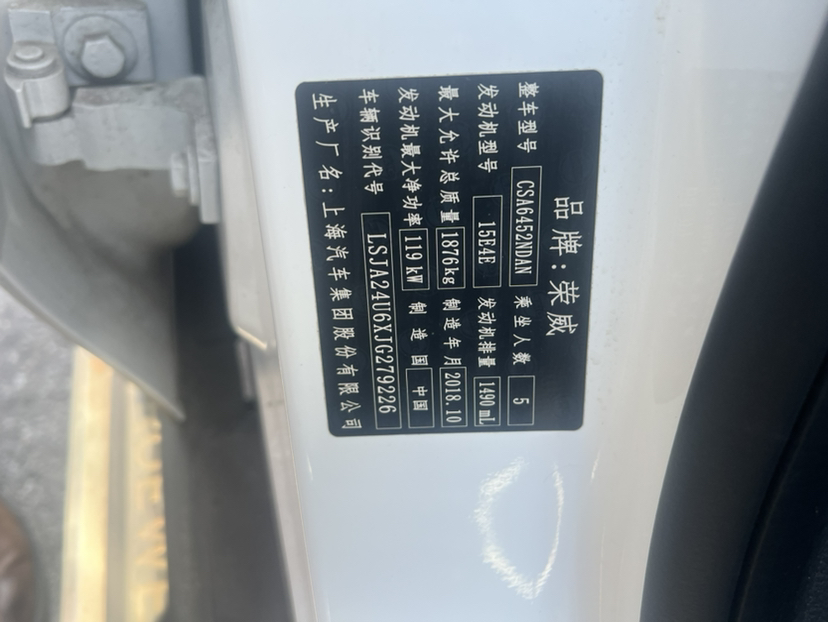 品牌:荣威
整车型号 CSA6452NDAN 乘坐人数 5
发动机型号 15E4E 发动机排量 1490 mL
最大允许总质量 1876kg 制造年月 2018.10
发动机最大净功率 119 kW 制造国 中国
车辆识别代号 LSJA24U6XJG279226
生产厂名:上海汽车集团股份有限公司